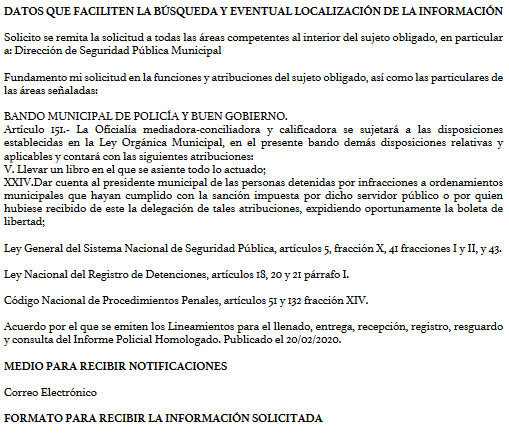 DATOS QUE FACILITEN LA BÚSQUEDA Y EVENTUAL LOCALIZACIÓN DE LA INFORMACIÓN
Solicito se remita la solicitud a todas las áreas competentes al interior del sujeto obligado, en particular
a: Dirección de Seguridad Pública Municipal
Fundamento mi solicitud en la funciones y atribuciones del sujeto obligado, así como las particulares de
las áreas señaladas:
BANDO MUNICIPAL DE POLICÍA Y BUEN GOBIERNO.
Artículo 151.- La Oficialía mediadora-conciliadora y calificadora se sujetará a las disposiciones
establecidas en la Ley Orgánica Municipal, en el presente bando demás disposiciones relativas y
aplicables y contará con las siguientes atribuciones:
V. Llevar un libro en el que se asiente todo lo actuado;
XXIV.Dar cuenta al presidente municipal de las personas detenidas por infracciones a ordenamientos
municipales que hayan cumplido con la sanción impuesta por dicho servidor público o por quien
hubiese recibido de este la delegación de tales atribuciones, expidiendo oportunamente la boleta de
libertad;
Ley General del Sistema Nacional de Seguridad Pública, artículos 5, fracción X, 41 fracciones I y II, y 43.
Ley Nacional del Registro de Detenciones, artículos 18, 20 y 21 párrafo I.
Código Nacional de Procedimientos Penales, artículos 51 y 132 fracción XIV.
Acuerdo por el que se emiten los Lineamientos para el llenado, entrega, recepción, registro, resguardo
y consulta del Informe Policial Homologado. Publicado el 20/02/2020.
MEDIO PARA RECIBIR NOTIFICACIONES
Correo Electrónico
FORMATO PARA RECIBIR LA INFORMACIÓN SOLICITADA